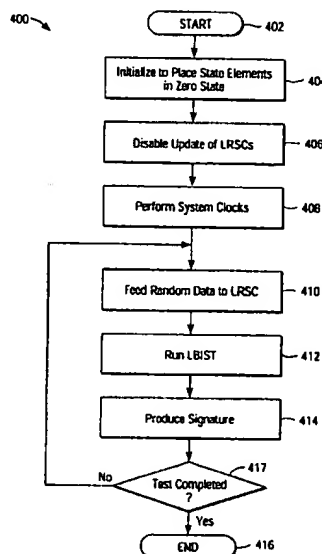 400
START
402
Initialize to Place Stato Elements
in Zero State
404
Disable Update of LRSCs
406
Perform System Clocks
408
Feed Random Data to LRSC
410
Run LBIST
412
Produce Signature
414
417
Test Completed
?
No
Yes
END
416